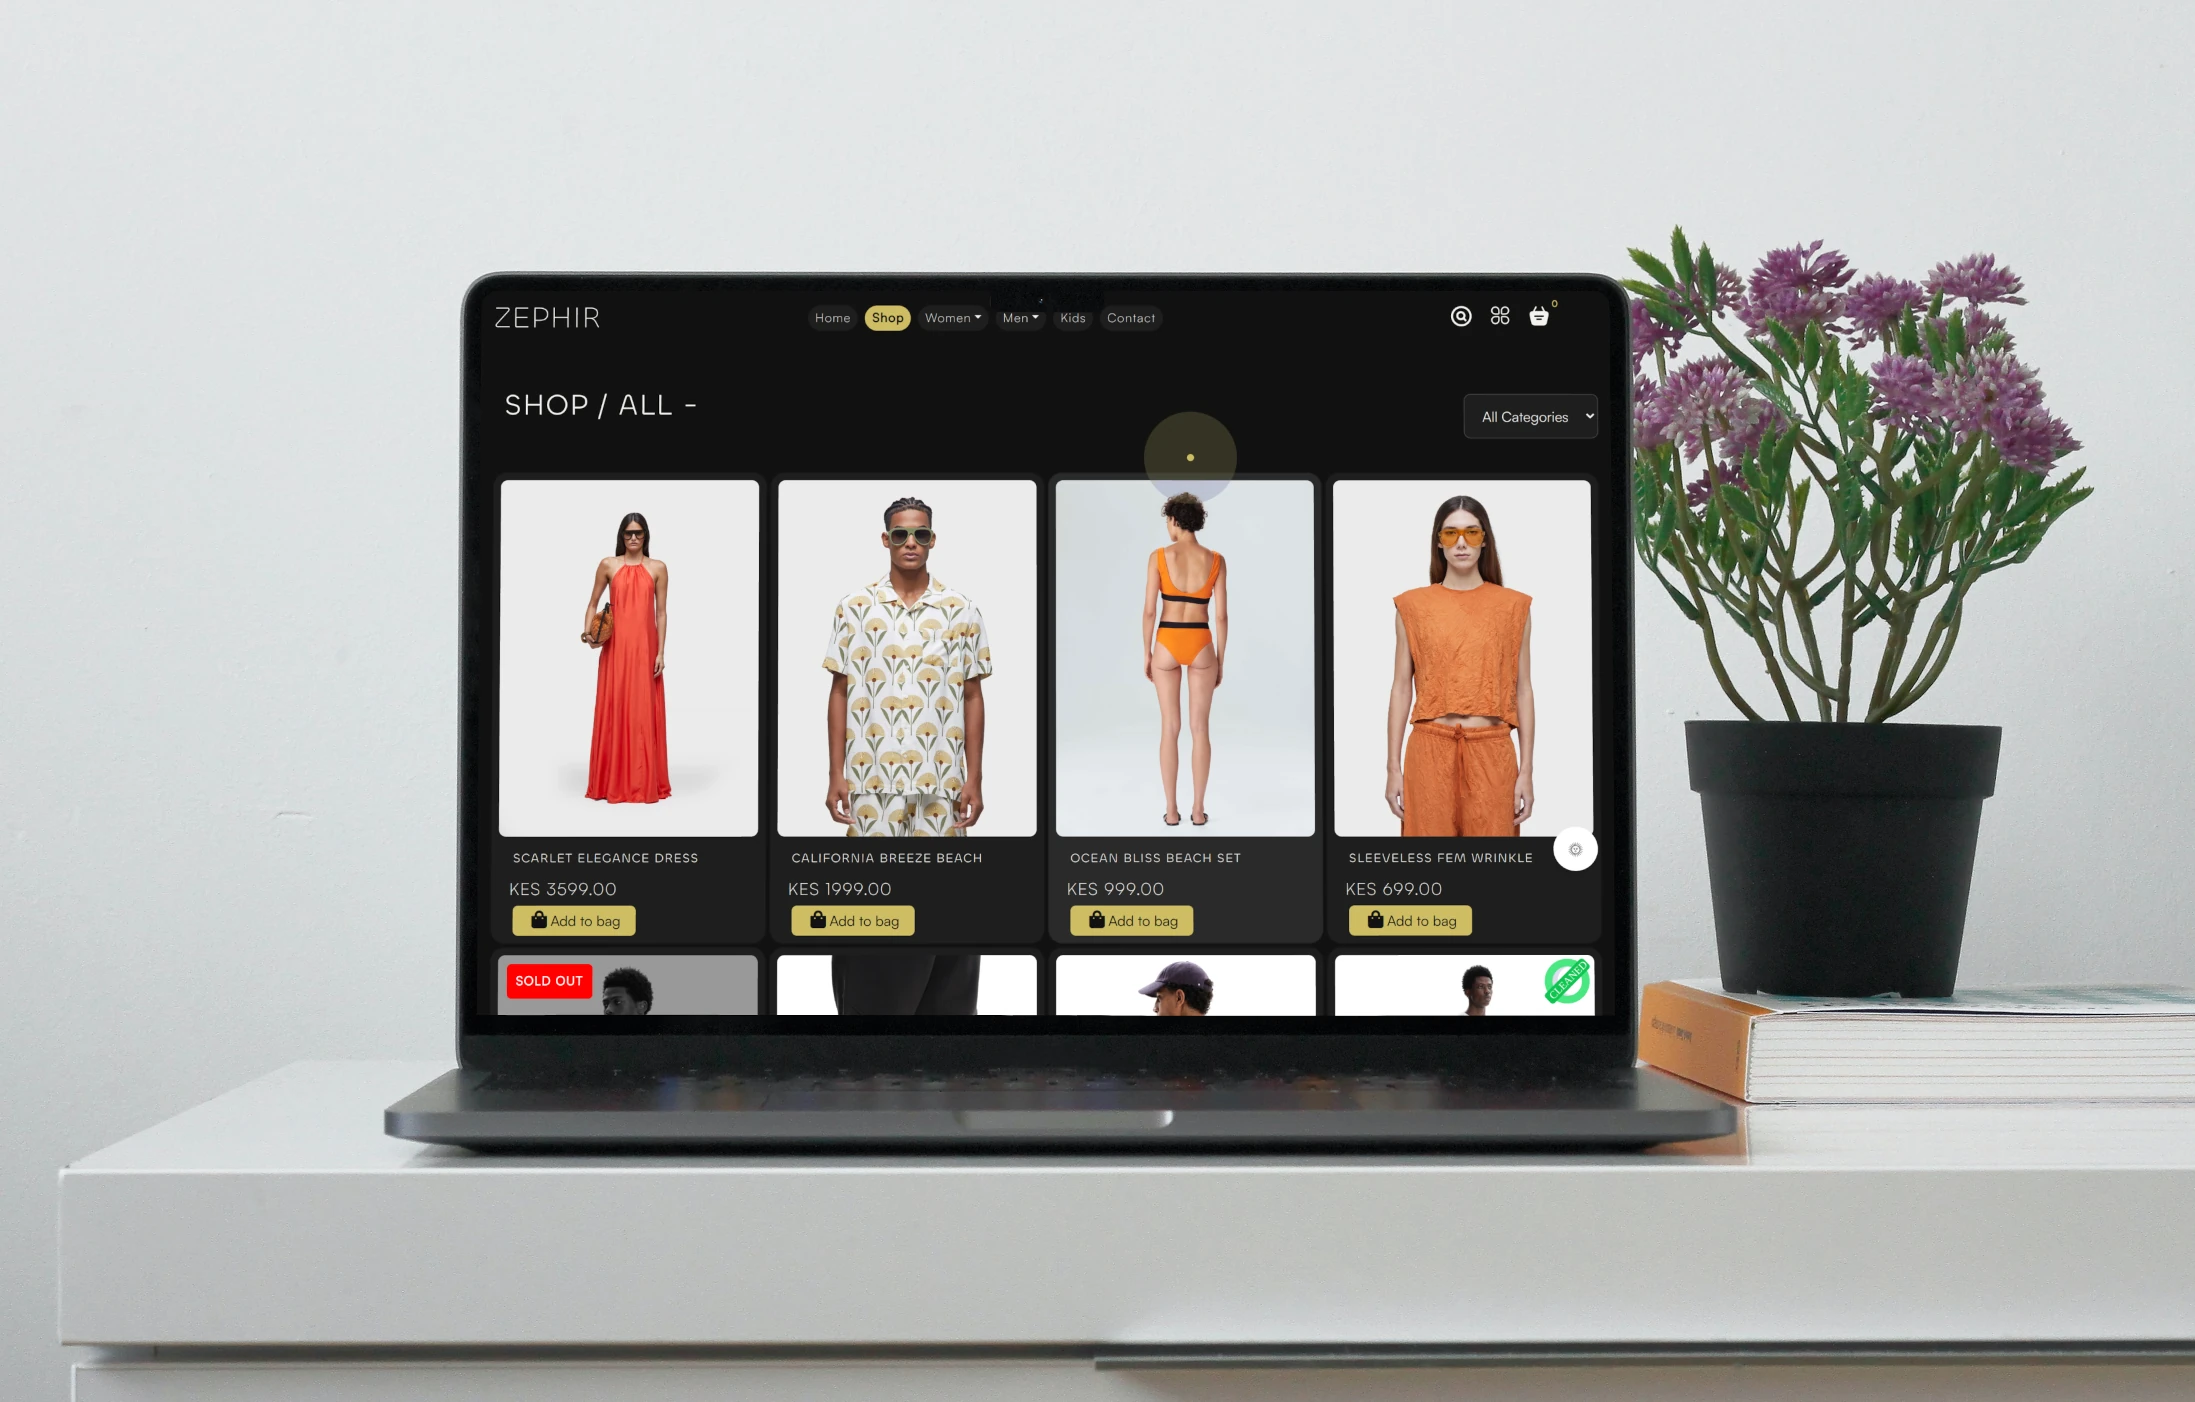 ZEPHIR
Home Shop Women Men Kids Contact
0
SHOP / ALL -
All Categories
SCARLET ELEGANCE DRESS
KES 3599.00
Add to bag
CALIFORNIA BREEZE BEACH
KES 1999.00
Add to bag
OCEAN BLISS BEACH SET
KES 999.00
Add to bag
SLEEVELESS FEM WRINKLE
KES 699.00
Add to bag
SOLD OUT
CLEANED